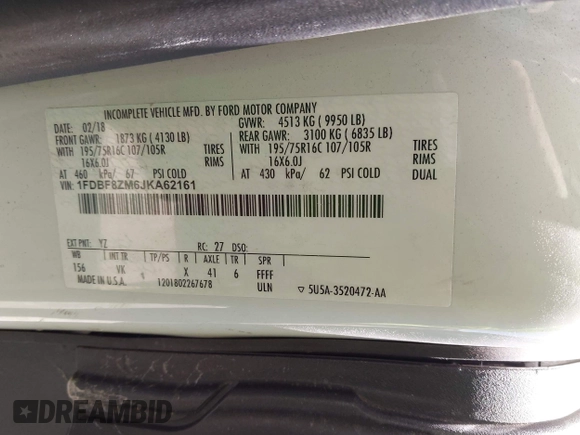 INCOMPLETE VEHICLE MFD. BY FORD MOTOR COMPANY
DATE: 02/18 GVWR: 4513 KG ( 9950 LB)
FRONT GAWR: 1873 KG ( 4130 LB) REAR GAWR: 3100 KG ( 6835 LB)
WITH 195/75R16C 107/105R TIRES WITH 195/75R16C 107/105R TIRES
16X6.0J RIMS 16X6.0J RIMS
AT 460 kPa/ 67 PSI COLD AT 430 kPa/ 62 PSI COLD DUAL
VIN: 1FDBF8ZM6JKA62161
EXT PNT: YZ RC: 27 DSO:
WB INT TR TP/PS R AXLE TR SPR
156 VK X 41 6 FFFF
MADE IN U.S.A. 1201802267678 ULN ▽ 5U5A-3520472-AA
DREAMBID